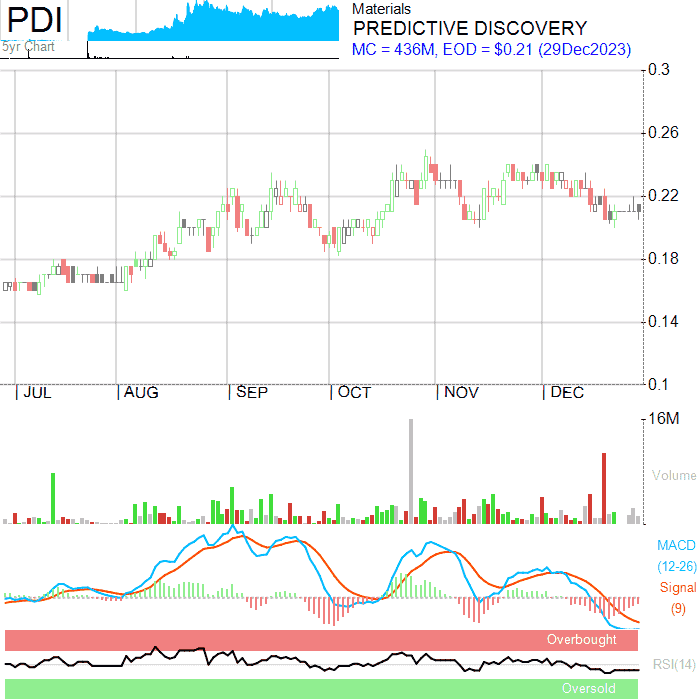 PDI
5yr Chart
Materials
PREDICTIVE DISCOVERY
MC = 436M, EOD = $0.21 (29Dec2023)
0.3
0.26
0.22
0.18
0.14
0.1
JUL AUG SEP OCT NOV DEC
16M
Volume
MACD
(12-26)
Signal
(9)
Overbought
RSI(14)
Oversold